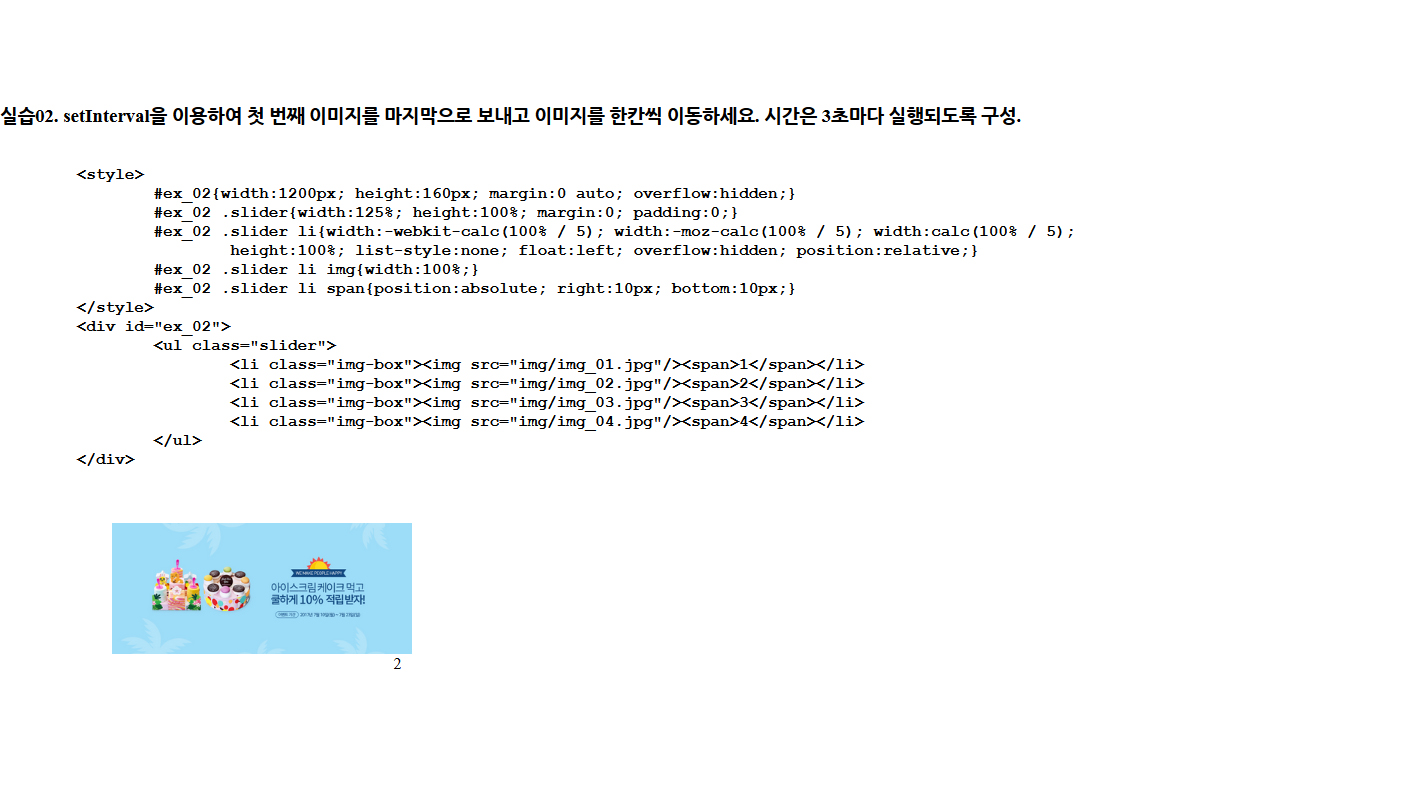 실습02. setInterval을 이용하여 첫 번째 이미지를 마지막으로 보내고 이미지를 한칸씩 이동하세요. 시간은 3초마다 실행되도록 구성.
<style>
#ex_02{width:1200px; height:160px; margin:0 auto; overflow:hidden;}
#ex_02 .slider{width:125%; height:100%; margin:0; padding:0;}
#ex_02 .slider li{width:-webkit-calc(100% / 5); width:-moz-calc(100% / 5); width:calc(100% / 5);
height:100%; list-style:none; float:left; overflow:hidden; position:relative;}
#ex_02 .slider li img{width:100%;}
#ex_02 .slider li span{position:absolute; right:10px; bottom:10px;}
</style>
<div id="ex_02">
<ul class="slider">
<li class="img-box"><img src="img/img_01.jpg"/><span>1</span></li>
<li class="img-box"><img src="img/img_02.jpg"/><span>2</span></li>
<li class="img-box"><img src="img/img_03.jpg"/><span>3</span></li>
<li class="img-box"><img src="img/img_04.jpg"/><span>4</span></li>
</ul>
</div>
WE MAKE PEOPLE HAPPY
아이스크림 케이크 먹고
쿨하게 10% 적립 받자!
2